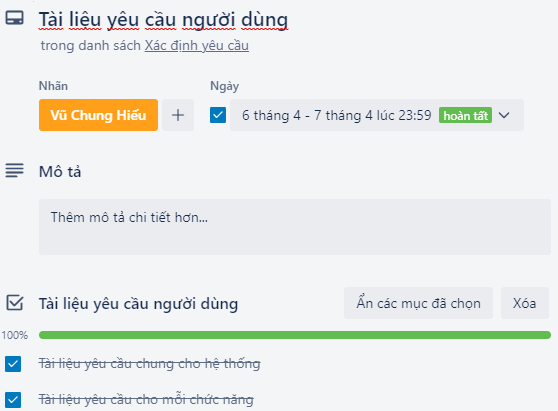 Tài liệu yêu cầu người dùng
trong danh sách Xác định yêu cầu
Nhãn Ngày
Vũ Chung Hiếu + 6 tháng 4 - 7 tháng 4 lúc 23:59 hoàn tất
Mô tả
Thêm mô tả chi tiết hơn...
Tài liệu yêu cầu người dùng Ẩn các mục đã chọn Xóa
100%
Tài liệu yêu cầu chung cho hệ thống
Tài liệu yêu cầu cho mỗi chức năng